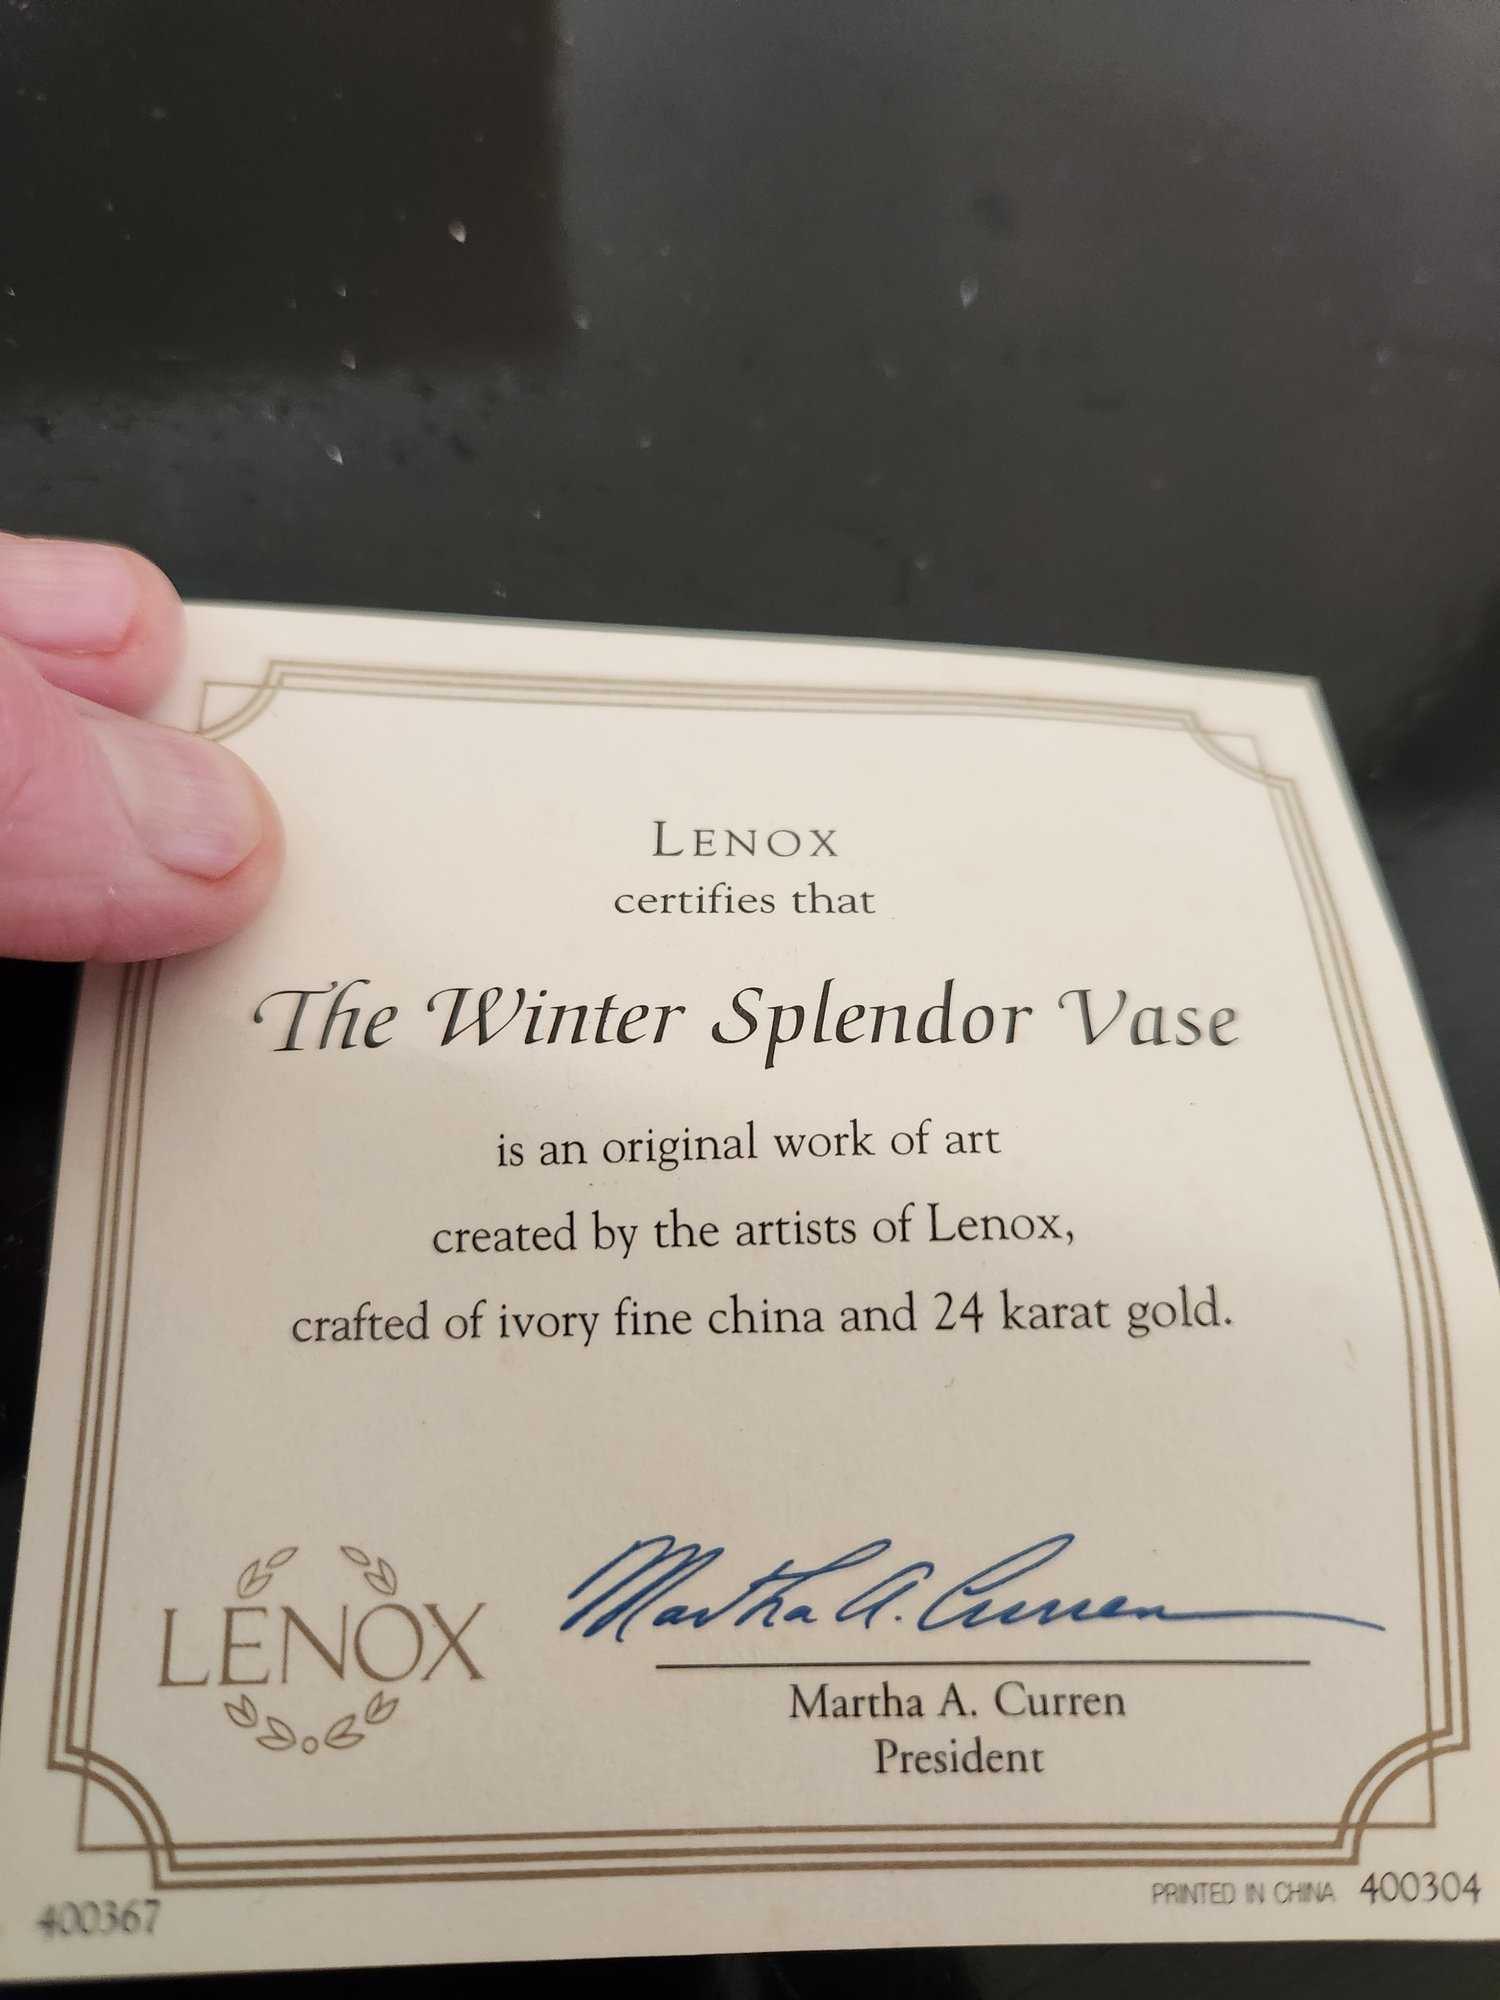 LENOX
certifies that
The Winter Splendor Vase
is an original work of art
created by the artists of Lenox,
crafted of ivory fine china and 24 karat gold.
LENOX
Martha A. Curren
Martha A. Curren
President
400367
PRINTED IN CHINA 400304